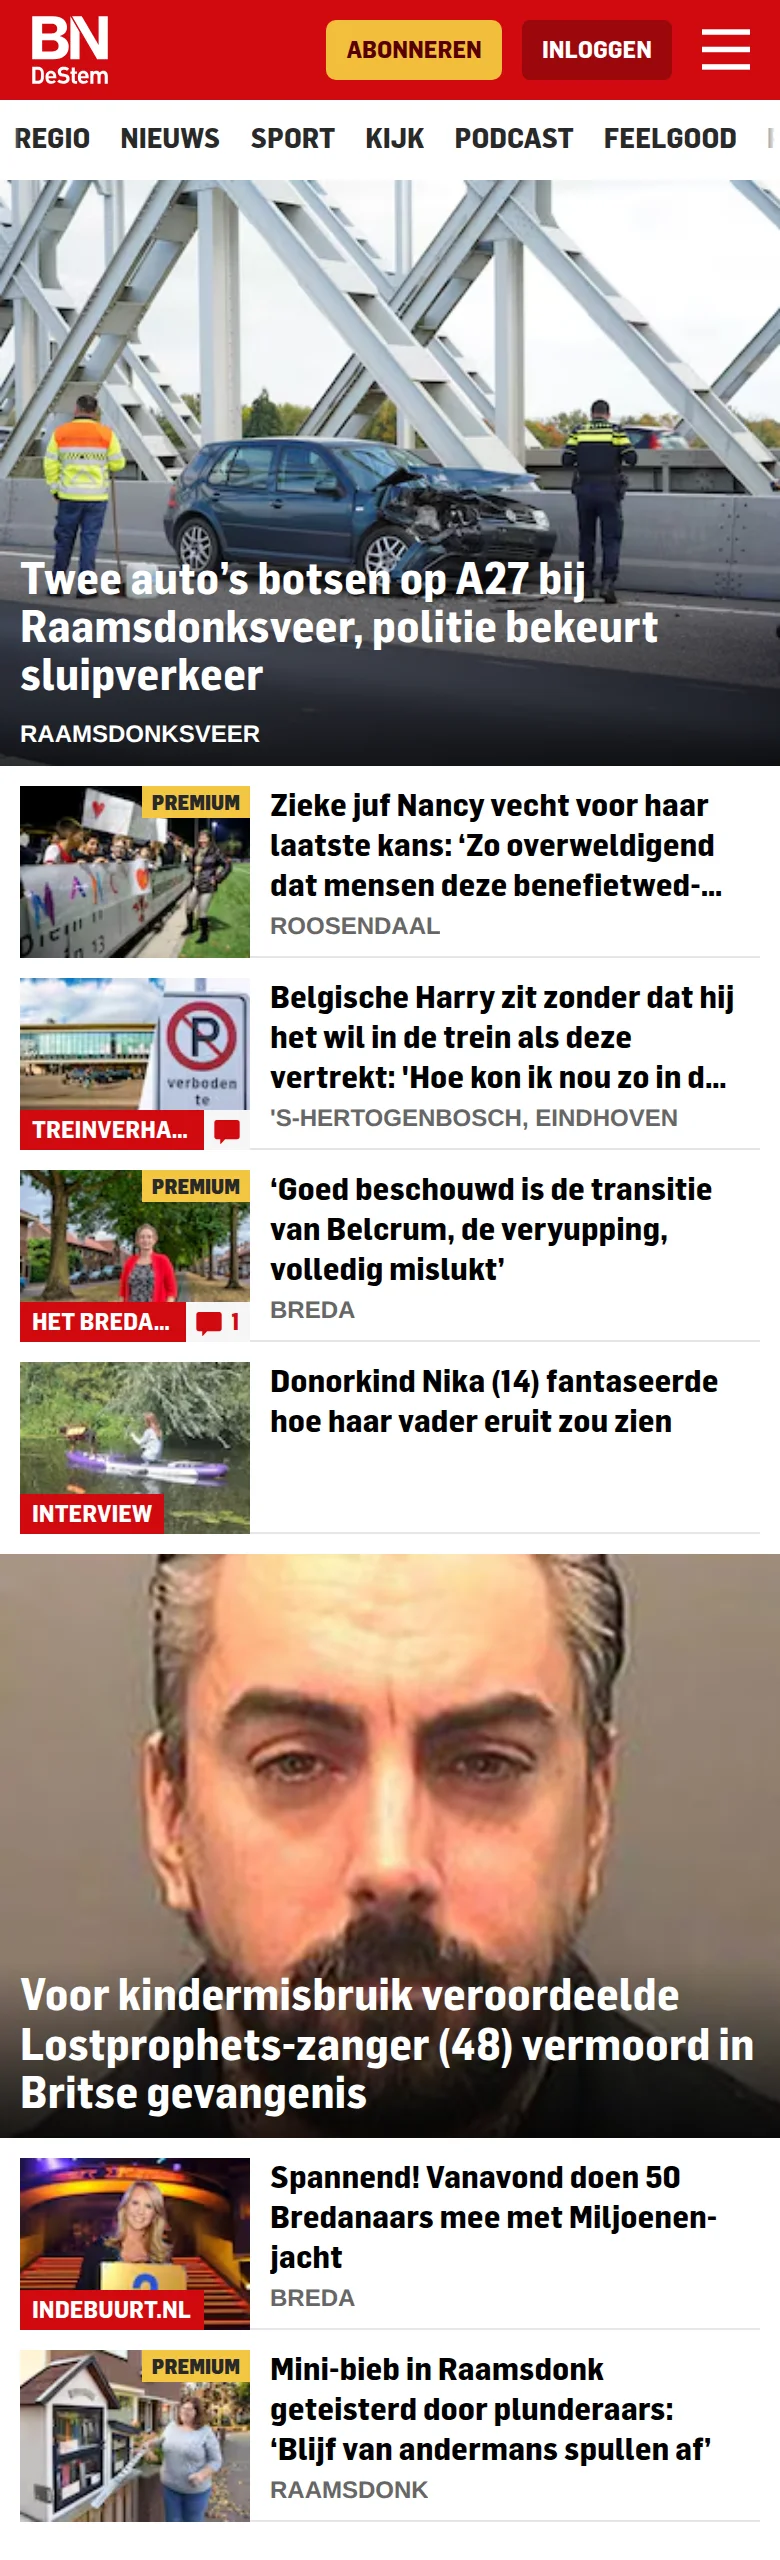 BN
DeStem
ABONNEREN
INLOGGEN
REGIO NIEUWS SPORT KIJK PODCAST FEELGOOD
Twee auto’s botsen op A27 bij
Raamsdonksveer, politie bekeurt
sluipverkeer
RAAMSDONKSVEER
PREMIUM
Zieke juf Nancy vecht voor haar
laatste kans: ‘Zo overweldigend
dat mensen deze benefietwed-...
ROOSENDAAL
verboden
te
TREINVERHA...
Belgische Harry zit zonder dat hij
het wil in de trein als deze
vertrekt: 'Hoe kon ik nou zo in d...
'S-HERTOGENBOSCH, EINDHOVEN
PREMIUM
HET BREDA...
1
‘Goed beschouwd is de transitie
van Belcrum, de veryupping,
volledig mislukt’
BREDA
INTERVIEW
Donorkind Nika (14) fantaseerde
hoe haar vader eruit zou zien
Voor kindermisbruik veroordeelde
Lostprophets-zanger (48) vermoord in
Britse gevangenis
INDEBUURT.NL
Spannend! Vanavond doen 50
Bredanaars mee met Miljoenen-
jacht
BREDA
PREMIUM
Mini-bieb in Raamsdonk
geteisterd door plunderaars:
‘Blijf van andermans spullen af’
RAAMSDONK